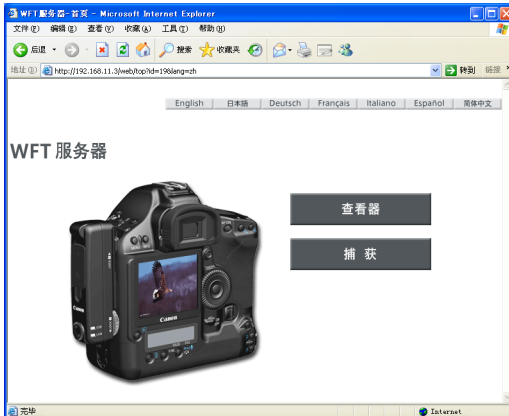 WFT 服务器-首页 - Microsoft Internet Explorer
文件(F) 编辑(E) 查看(V) 收藏(A) 工具(T) 帮助(H)
后退 搜索 收藏夹
地址(D) http://192.168.11.3/web/top?id=19&lang=zh 转到 链接 »
English | 日本語 | Deutsch | Français | Italiano | Español | 简体中文
WFT 服务器
查看器
捕 获
Canon
Canon
完毕 Internet